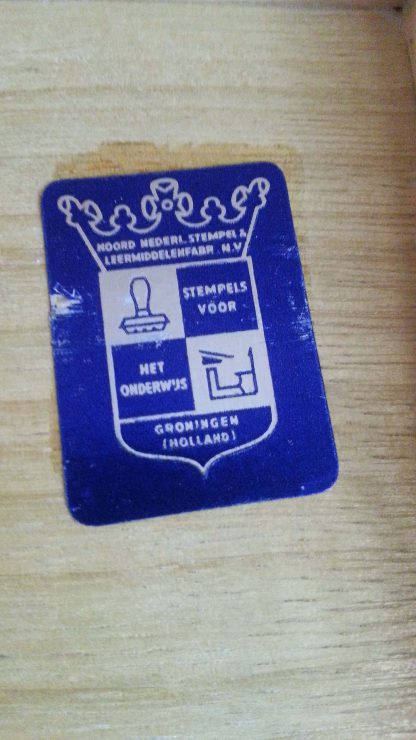 NOORD NEDERL. STEMPEL &
LEERMIDDELENFABR. N.V.
STEMPELS
VOOR
HET
ONDERWIJS
GRONINGEN
(HOLLAND)